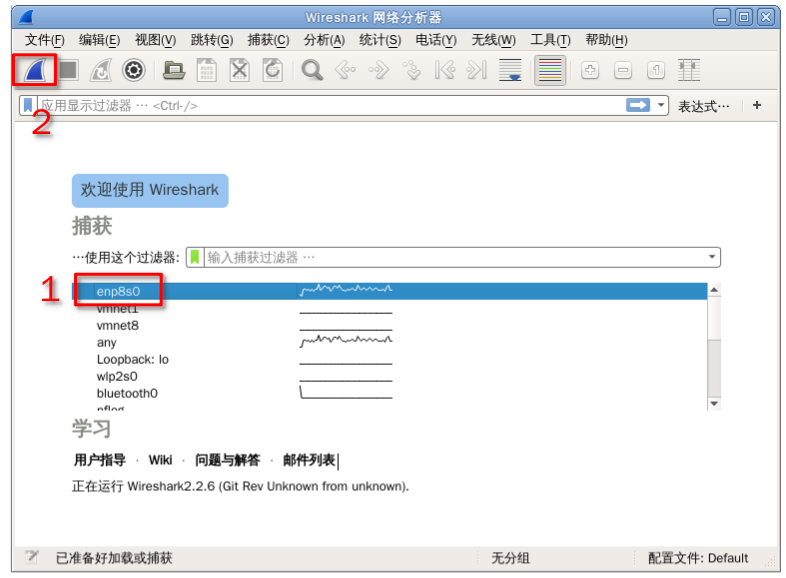 Wireshark 网络分析器
文件(F) 编辑(E) 视图(V) 跳转(G) 捕获(C) 分析(A) 统计(S) 电话(Y) 无线(W) 工具(T) 帮助(H)
应用显示过滤器 … <Ctrl-/> 表达式… +
2
欢迎使用 Wireshark
捕获
…使用这个过滤器: 输入捕获过滤器 …
1 enp8s0
vmnet1
vmnet8
any
Loopback: lo
wlp2s0
bluetooth0
nflog
学习
用户指导 · Wiki · 问题与解答 · 邮件列表
正在运行 Wireshark2.2.6 (Git Rev Unknown from unknown).
已准备好加载或捕获 无分组 配置文件: Default